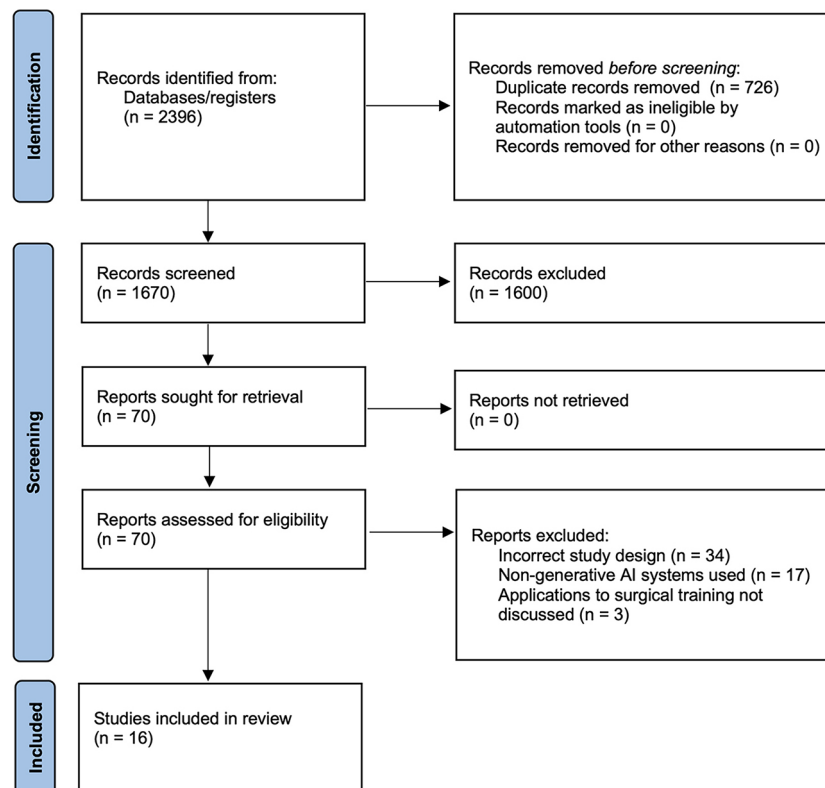 Identification
Records identified from:
Databases/registers
(n = 2396)
Records removed before screening:
Duplicate records removed (n = 726)
Records marked as ineligible by
automation tools (n = 0)
Records removed for other reasons (n = 0)
Screening
Records screened
(n = 1670)
Records excluded
(n = 1600)
Reports sought for retrieval
(n = 70)
Reports not retrieved
(n = 0)
Reports assessed for eligibility
(n = 70)
Reports excluded:
Incorrect study design (n = 34)
Non-generative AI systems used (n = 17)
Applications to surgical training not
discussed (n = 3)
Included
Studies included in review
(n = 16)